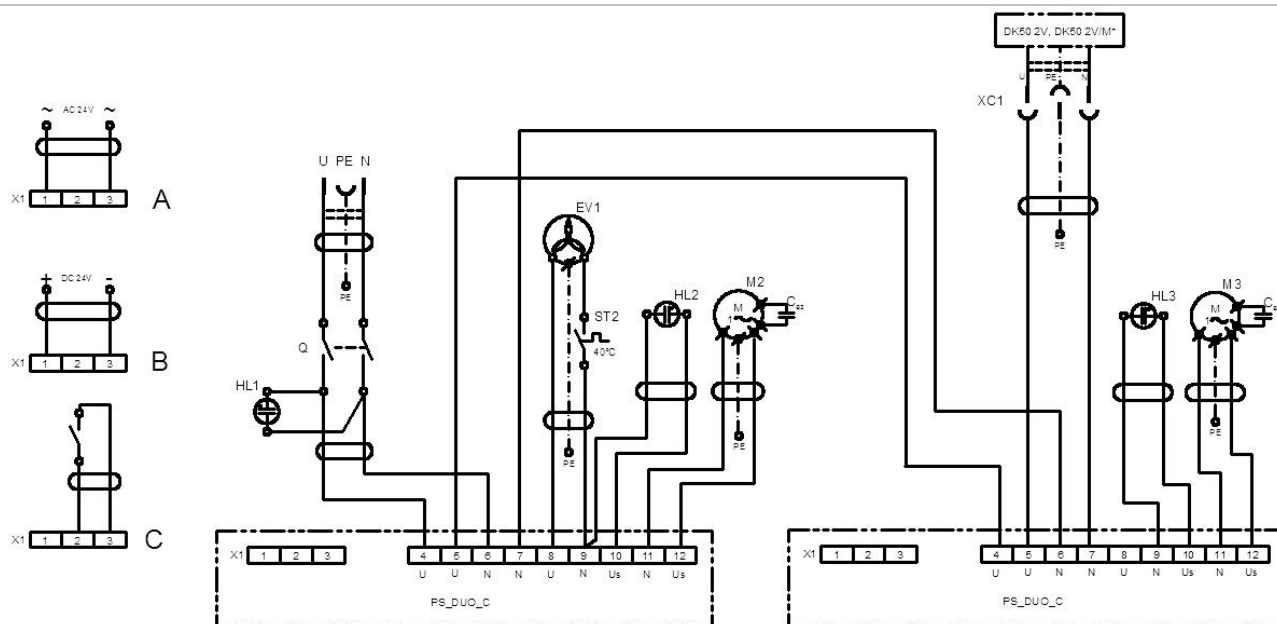 DK50 2V, DK50 2V/M*
U PE N
XC1
~ AC 24V ~
X1 1 2 3 A
U PE N
EV1
PE
+ DC 24V -
X1 1 2 3 B
PE
Q
ST2
40°C
HL2
M2
M
1~
HL3
M3
M
1~
HL1
PE
PE
PE
X1 1 2 3 C
X1 1 2 3
4 5 6 7 8 9 10 11 12
U U N N U N Us N Us
PS_DUO_C
X1 1 2 3
4 5 6 7 8 9 10 11 12
U U N N U N Us N Us
PS_DUO_C